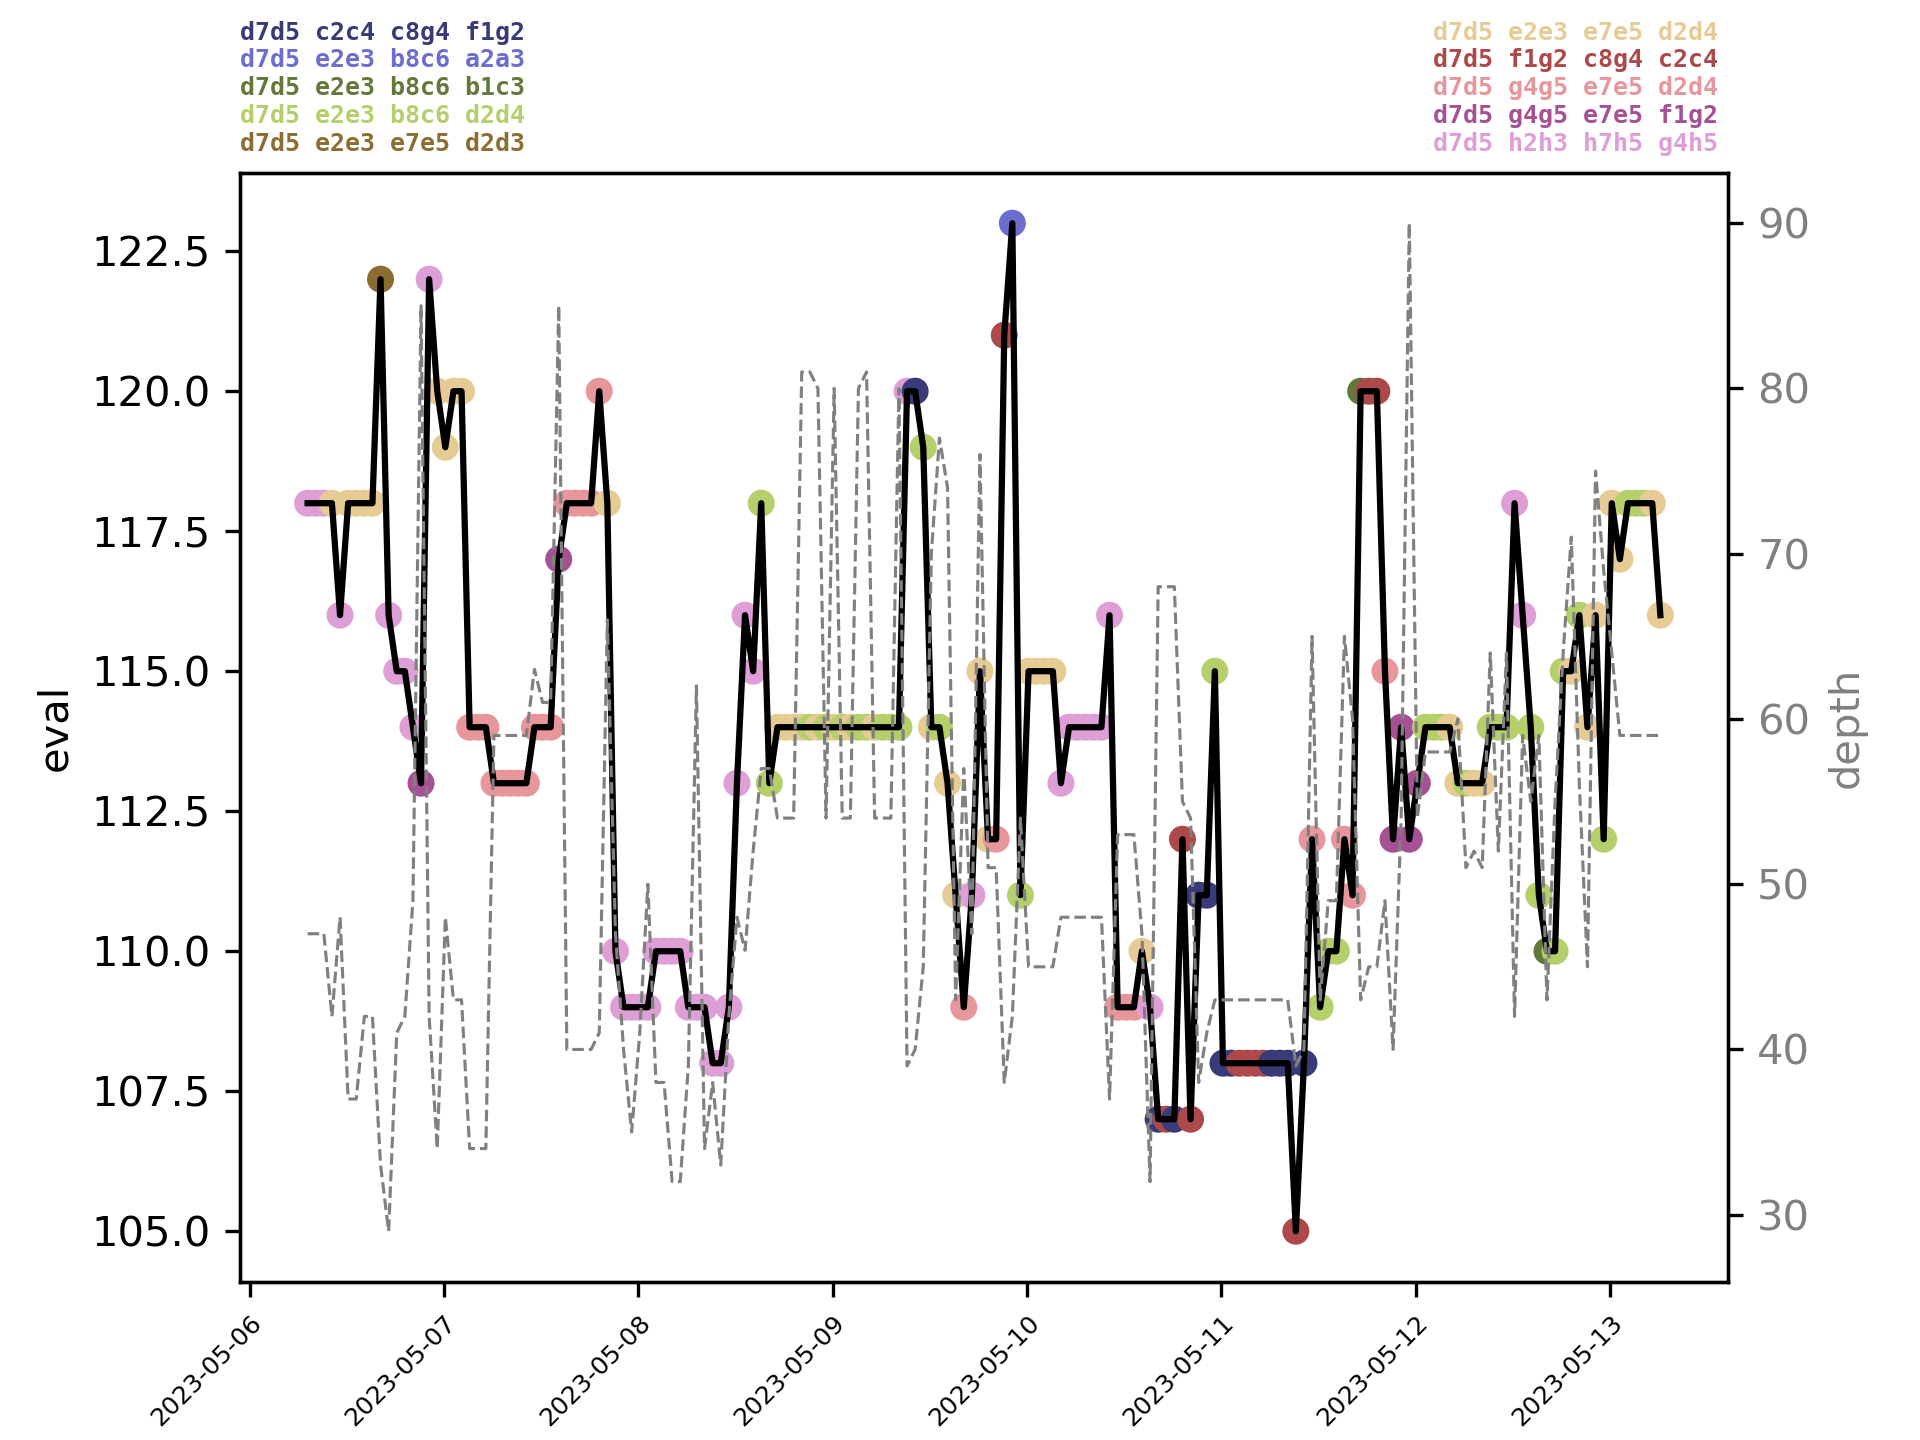 d7d5 c2c4 c8g4 f1g2
d7d5 e2e3 b8c6 a2a3
d7d5 e2e3 b8c6 b1c3
d7d5 e2e3 b8c6 d2d4
d7d5 e2e3 e7e5 d2d3
d7d5 e2e3 e7e5 d2d4
d7d5 f1g2 c8g4 c2c4
d7d5 g4g5 e7e5 d2d4
d7d5 g4g5 e7e5 f1g2
d7d5 h2h3 h7h5 g4h5
122.5
120.0
117.5
115.0
112.5
110.0
107.5
105.0
eval
90
80
70
60
50
40
30
depth
2023-05-06
2023-05-07
2023-05-08
2023-05-09
2023-05-10
2023-05-11
2023-05-12
2023-05-13